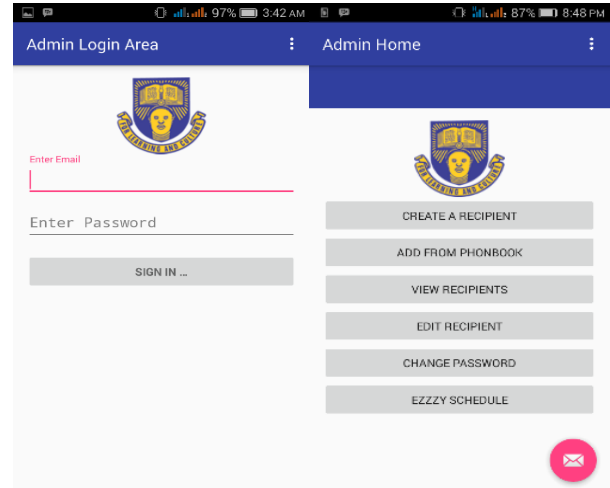 97% 3:42 AM
Admin Login Area
FOR LEARNING AND CULTURE
Enter Email
Enter Password
SIGN IN ...
87% 8:48 PM
Admin Home
FOR LEARNING AND CULTURE
CREATE A RECIPIENT
ADD FROM PHONBOOK
VIEW RECIPIENTS
EDIT RECIPIENT
CHANGE PASSWORD
EZZZY SCHEDULE